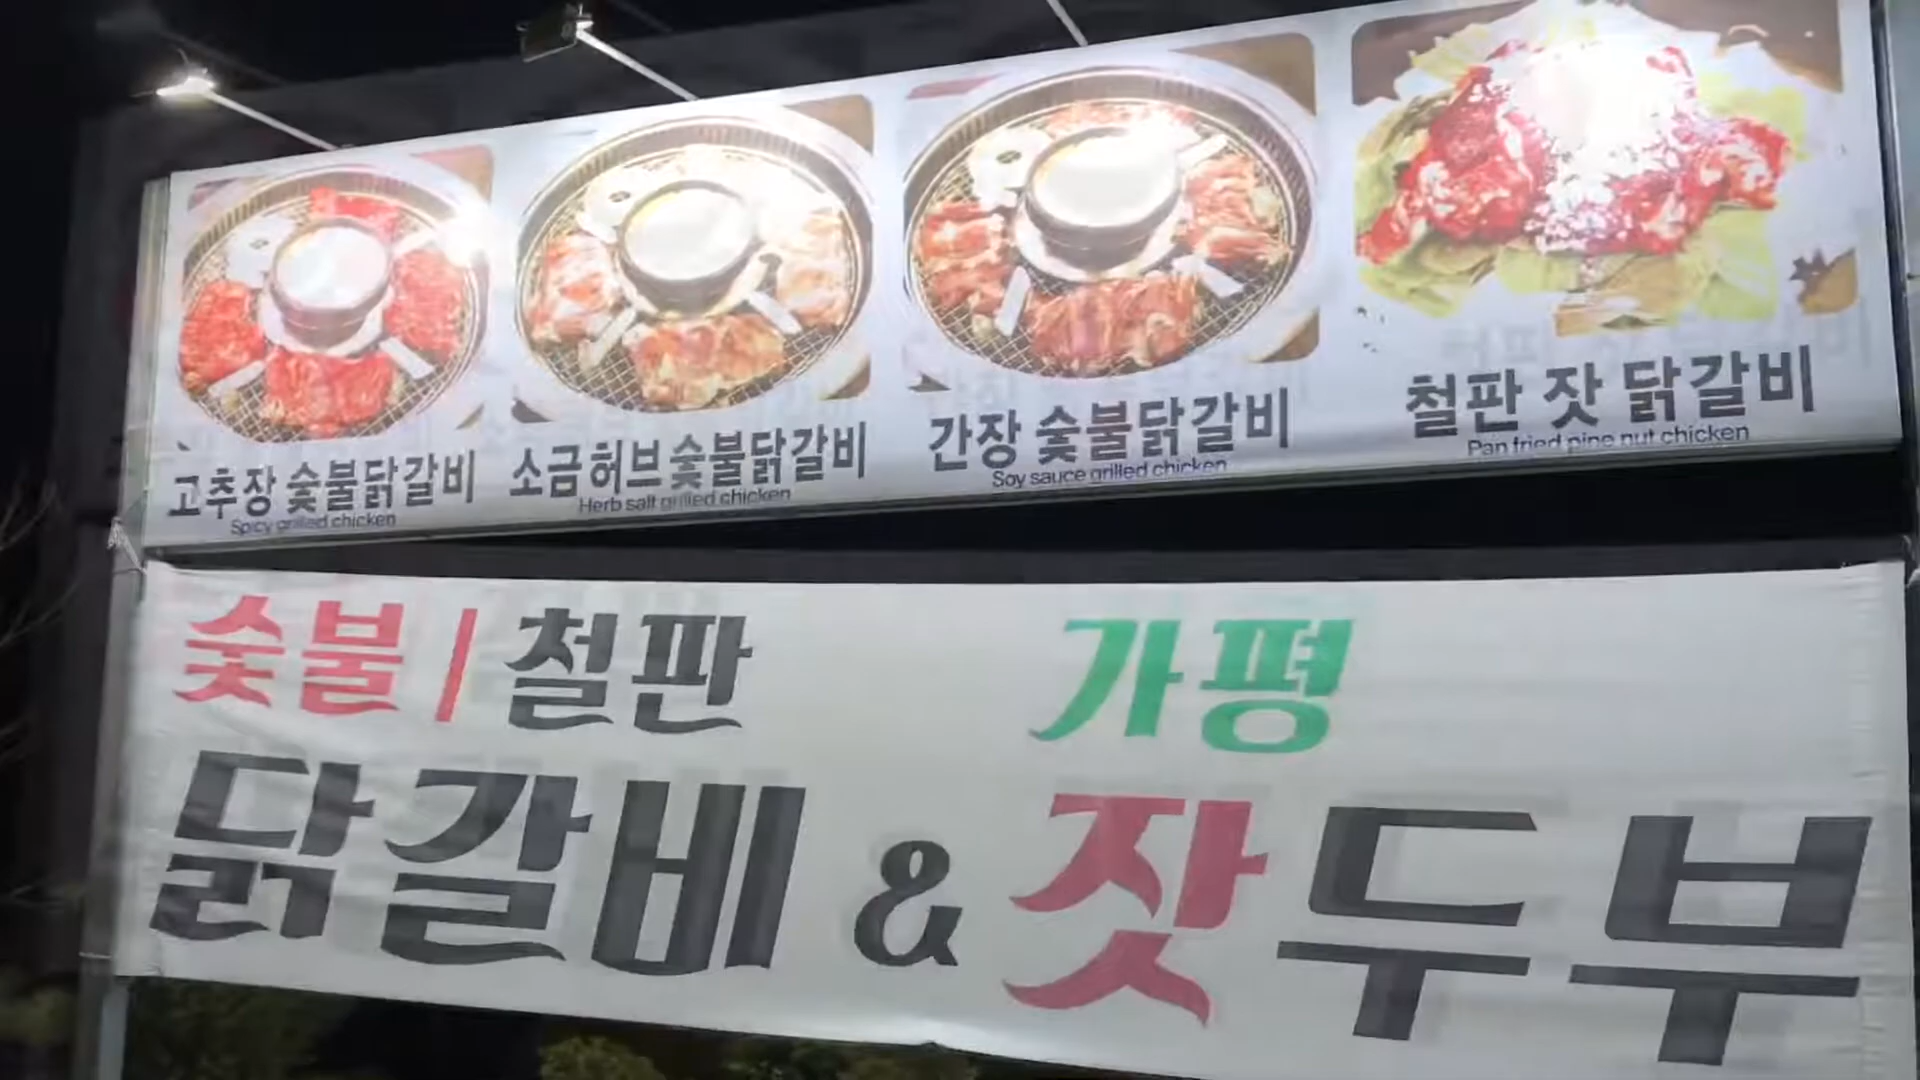 고추장 숯불닭갈비
Spicy grilled chicken
소금허브숯불닭갈비
Herb salt grilled chicken
간장 숯불닭갈비
Soy sauce grilled chicken
철판 잣 닭갈비
Pan fried pine nut chicken
숯불 | 철판
닭갈비 &
가평
잣두부